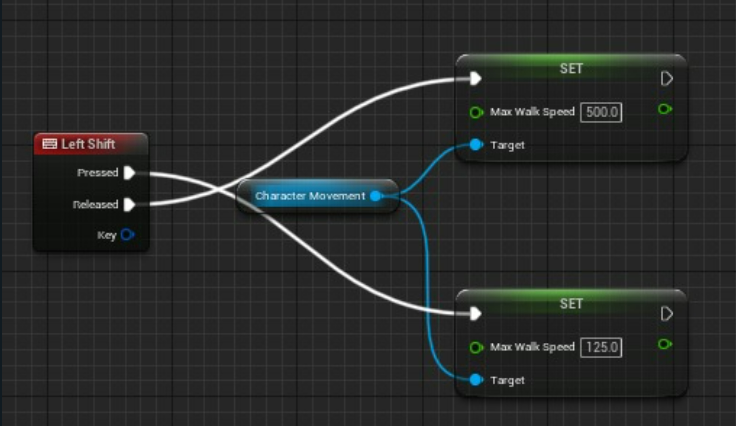 Left Shift
Pressed
Released
Key
Character Movement
SET
Max Walk Speed 500.0
Target
SET
Max Walk Speed 125.0
Target